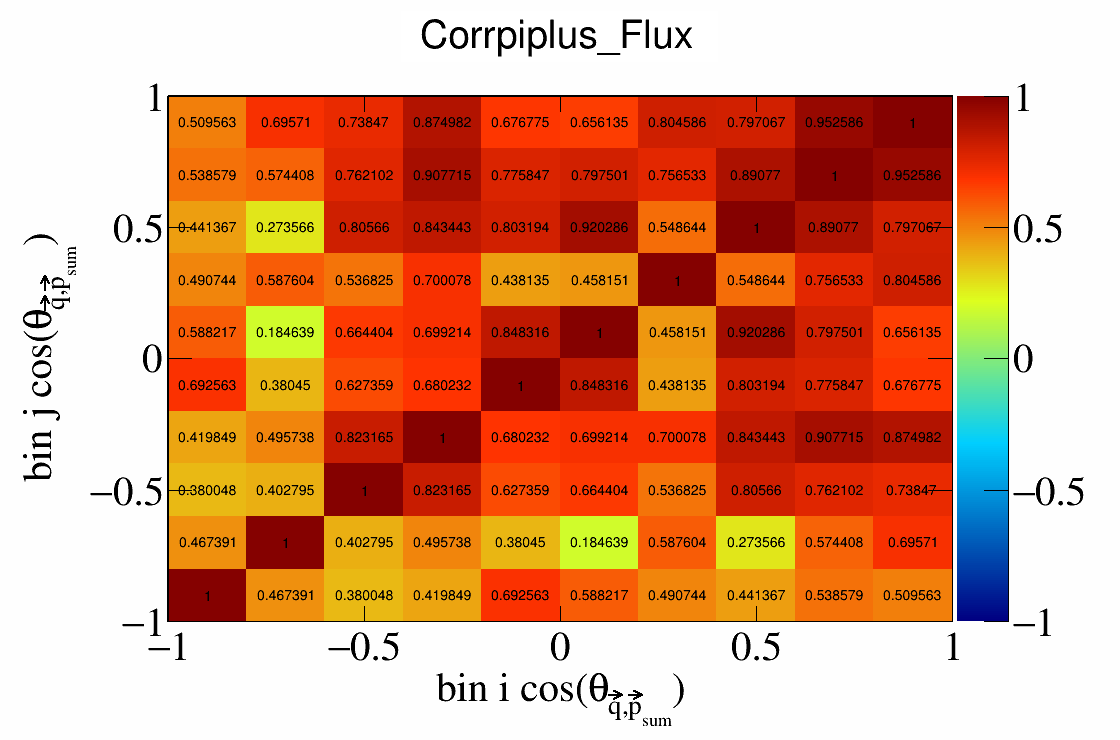 Corrpiplus_Flux
1 0.509563 0.69571 0.73847 0.874982 0.676775 0.656135 0.804586 0.797067 0.952586 1 1
0.538579 0.574408 0.762102 0.907715 0.775847 0.797501 0.756533 0.89077 1 0.952586
0.5 0.441367 0.273566 0.80566 0.843443 0.803194 0.920286 0.548644 1 0.89077 0.797067 0.5
0.490744 0.587604 0.536825 0.700078 0.438135 0.458151 1 0.548644 0.756533 0.804586
0.588217 0.184639 0.664404 0.699214 0.848316 1 0.458151 0.920286 0.797501 0.656135
0 0
0.692563 0.38045 0.627359 0.680232 1 0.848316 0.438135 0.803194 0.775847 0.676775
0.419849 0.495738 0.823165 1 0.680232 0.699214 0.700078 0.843443 0.907715 0.874982
−0.5 0.380048 0.402795 1 0.823165 0.627359 0.664404 0.536825 0.80566 0.762102 0.73847 −0.5
0.467391 1 0.402795 0.495738 0.38045 0.184639 0.587604 0.273566 0.574408 0.69571
1 0.467391 0.380048 0.419849 0.692563 0.588217 0.490744 0.441367 0.538579 0.509563
−1 −1
−1 −0.5 0 0.5 1
bin i cos(θq⃗,p⃗sum)
bin j cos(θq⃗,p⃗sum)